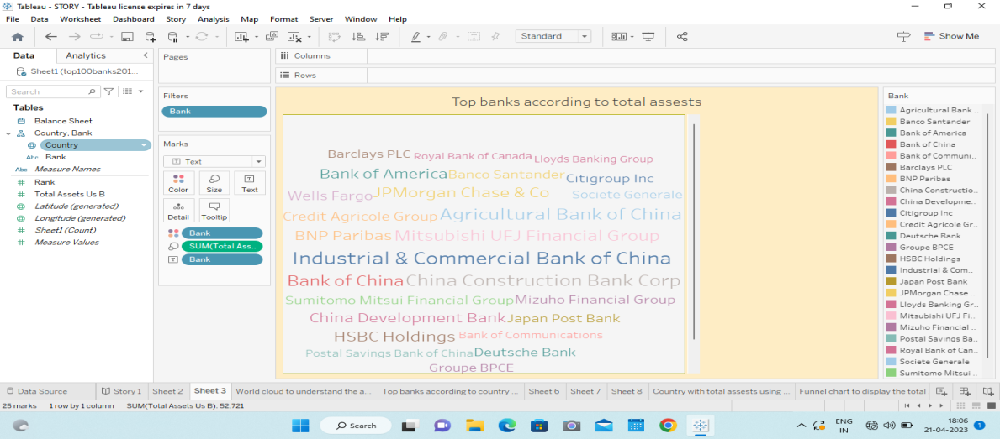 Tableau - STORY - Tableau license expires in 7 days
File Data Worksheet Dashboard Story Analysis Map Format Server Window Help
Standard
Show Me
Data Analytics
Sheet1 (top100banks201...
Search
Tables
Balance Sheet
Country, Bank
Country
Abc Bank
Abc Measure Names
Rank
Total Assets Us B
Latitude (generated)
Longitude (generated)
Sheet1 (Count)
Measure Values
Pages
Filters
Bank
Marks
Text
Color Size Text
Detail Tooltip
Bank
SUM(Total Ass..
Bank
Columns
Rows
Top banks according to total assests
Barclays PLC Royal Bank of Canada Lloyds Banking Group
Bank of America Banco Santander Citigroup Inc
Wells Fargo JPMorgan Chase & Co Societe Generale
Credit Agricole Group Agricultural Bank of China
BNP Paribas Mitsubishi UFJ Financial Group
Industrial & Commercial Bank of China
Bank of China China Construction Bank Corp
Sumitomo Mitsui Financial Group Mizuho Financial Group
China Development Bank Japan Post Bank
HSBC Holdings Bank of Communications
Postal Savings Bank of China Deutsche Bank
Groupe BPCE
Bank
Agricultural Bank ..
Banco Santander
Bank of America
Bank of China
Bank of Communi..
Barclays PLC
BNP Paribas
China Constructio..
China Developme..
Citigroup Inc
Credit Agricole Gr..
Deutsche Bank
Groupe BPCE
HSBC Holdings
Industrial & Com..
Japan Post Bank
JPMorgan Chase ..
Lloyds Banking Gr..
Mitsubishi UFJ Fi..
Mizuho Financial ..
Postal Savings Ba..
Royal Bank of Can..
Societe Generale
Sumitomo Mitsui ..
Data Source Story 1 Sheet 2 Sheet 3 World cloud to understand the a... Top banks according to country ... Sheet 6 Sheet 7 Sheet 8 Country with total assests using ... Funnel chart to display the total
25 marks 1 row by 1 column SUM(Total Assets Us B): 52,721
Search
ENG
IN
18:06
21-04-2023
1